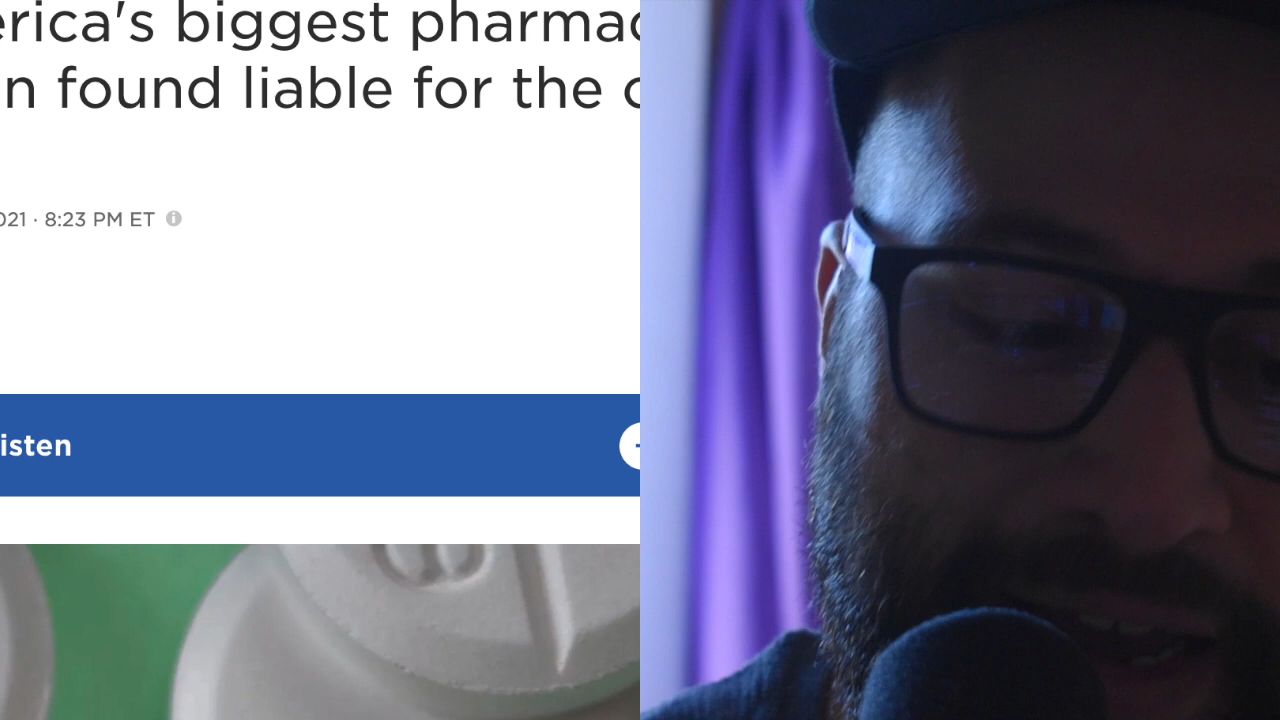 erica's biggest pharmac
n found liable for the
021 · 8:23 PM ET
isten